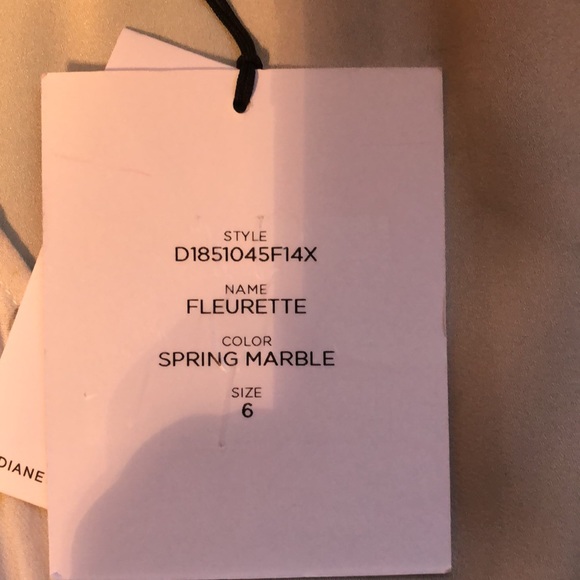 STYLE
D1851045F14X
NAME
FLEURETTE
COLOR
SPRING MARBLE
SIZE
6
DIANE